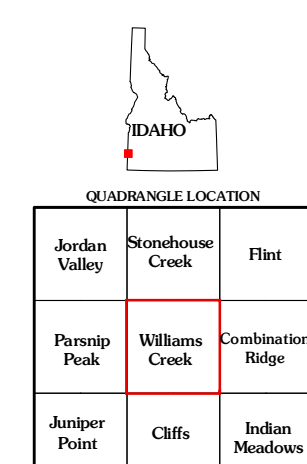 IDAHO
QUADRANGLE LOCATION
Jordan
Valley
Stonehouse
Creek
Flint
Parsnip
Peak
Williams
Creek
Combination
Ridge
Juniper
Point
Cliffs
Indian
Meadows